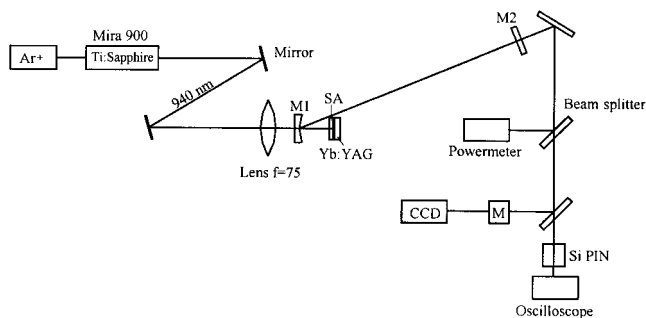 Mira 900
Ar+
Ti:Sapphire
Mirror
940 nm
M2
M1
SA
Yb:YAG
Lens f=75
Beam splitter
Powermeter
CCD
M
Si PIN
Oscilloscope